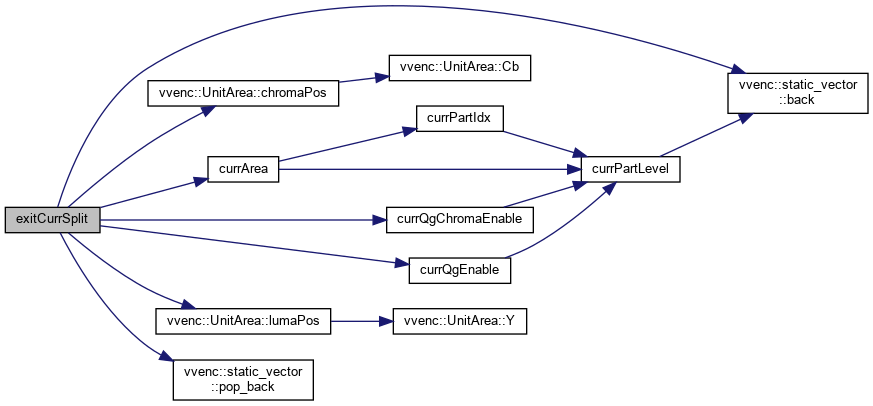 vvenc::UnitArea::Cb
vvenc::static_vector
::back
vvenc::UnitArea::chromaPos
currPartIdx
currArea
currPartLevel
exitCurrSplit
currQgChromaEnable
currQgEnable
vvenc::UnitArea::lumaPos
vvenc::UnitArea::Y
vvenc::static_vector
::pop_back